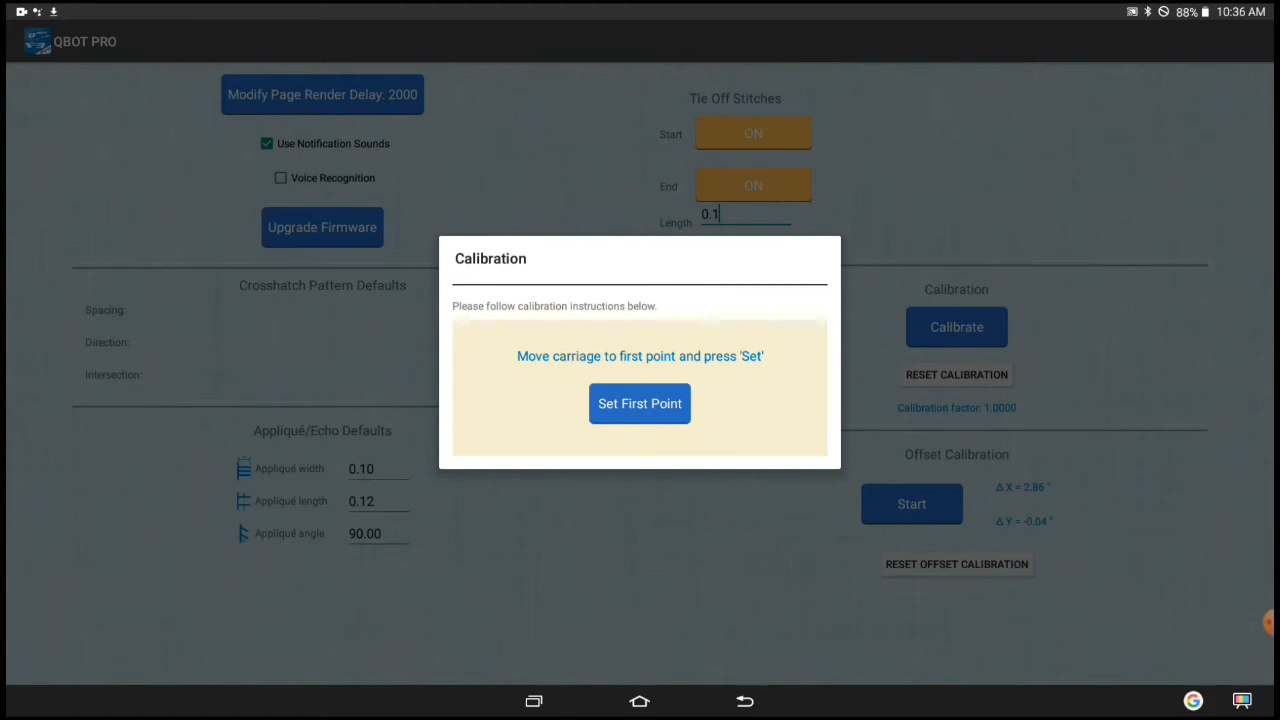 88% 10:36 AM
QBOT PRO
Modify Page Render Delay: 2000
Use Notification Sounds
Voice Recognition
Upgrade Firmware
Tie Off Stitches
Start ON
End ON
Length 0.1
Crosshatch Pattern Defaults
Spacing:
Direction:
Intersection:
Calibration
Please follow calibration instructions below.
Move carriage to first point and press 'Set'
Set First Point
Calibration
Calibrate
RESET CALIBRATION
Calibration factor: 1.0000
Appliqué/Echo Defaults
Appliqué width 0.10
Appliqué length 0.12
Appliqué angle 90.00
Offset Calibration
Start
Δ X = 2.86 "
Δ Y = -0.04 "
RESET OFFSET CALIBRATION